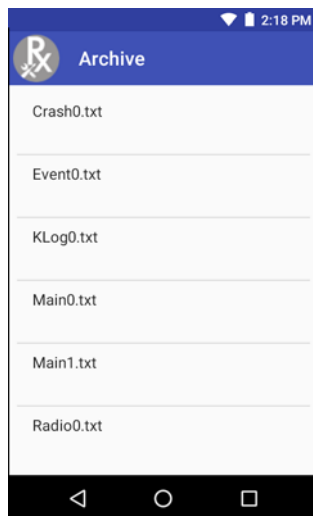 2:18 PM
Rx
Archive
Crash0.txt
Event0.txt
KLog0.txt
Main0.txt
Main1.txt
Radio0.txt